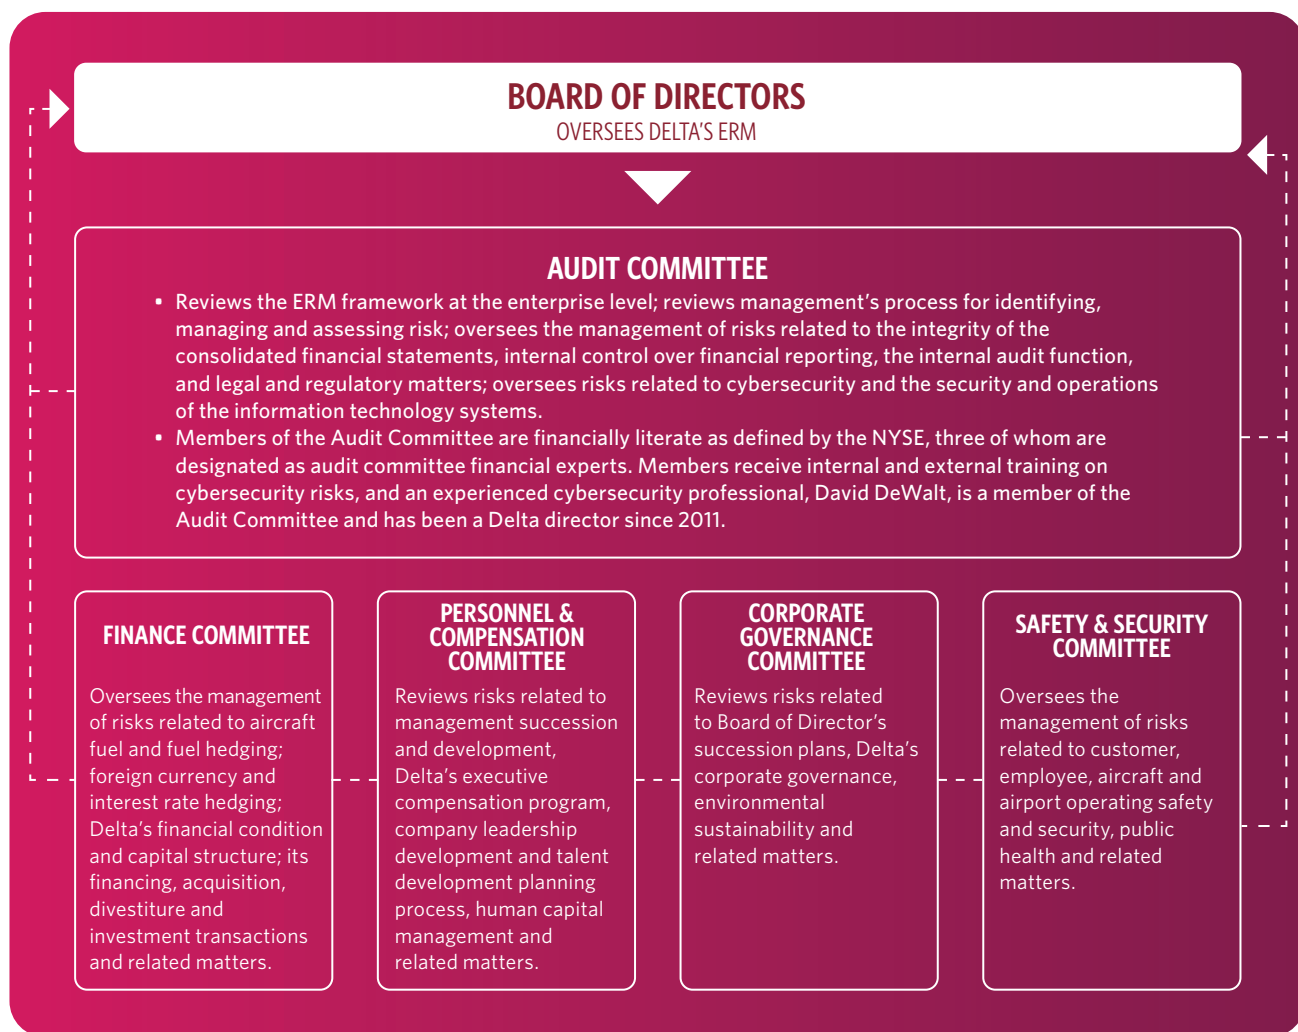 BOARD OF DIRECTORS
OVERSEES DELTA'S ERM
AUDIT COMMITTEE
▪ Reviews the ERM framework at the enterprise level; reviews management's process for identifying,
managing and assessing risk; oversees the management of risks related to the integrity of the
consolidated financial statements, internal control over financial reporting, the internal audit function,
and legal and regulatory matters; oversees risks related to cybersecurity and the security and operations
of the information technology systems.
▪ Members of the Audit Committee are financially literate as defined by the NYSE, three of whom are
designated as audit committee financial experts. Members receive internal and external training on
cybersecurity risks, and an experienced cybersecurity professional, David DeWalt, is a member of the
Audit Committee and has been a Delta director since 2011.
FINANCE COMMITTEE
Oversees the management
of risks related to aircraft
fuel and fuel hedging;
foreign currency and
interest rate hedging;
Delta's financial condition
and capital structure; its
financing, acquisition,
divestiture and
investment transactions
and related matters.
PERSONNEL &
COMPENSATION
COMMITTEE
Reviews risks related to
management succession
and development,
Delta's executive
compensation program,
company leadership
development and talent
development planning
process, human capital
management and
related matters.
CORPORATE
GOVERNANCE
COMMITTEE
Reviews risks related
to Board of Director's
succession plans, Delta's
corporate governance,
environmental
sustainability and
related matters.
SAFETY & SECURITY
COMMITTEE
Oversees the
management of risks
related to customer,
employee, aircraft and
airport operating safety
and security, public
health and related
matters.